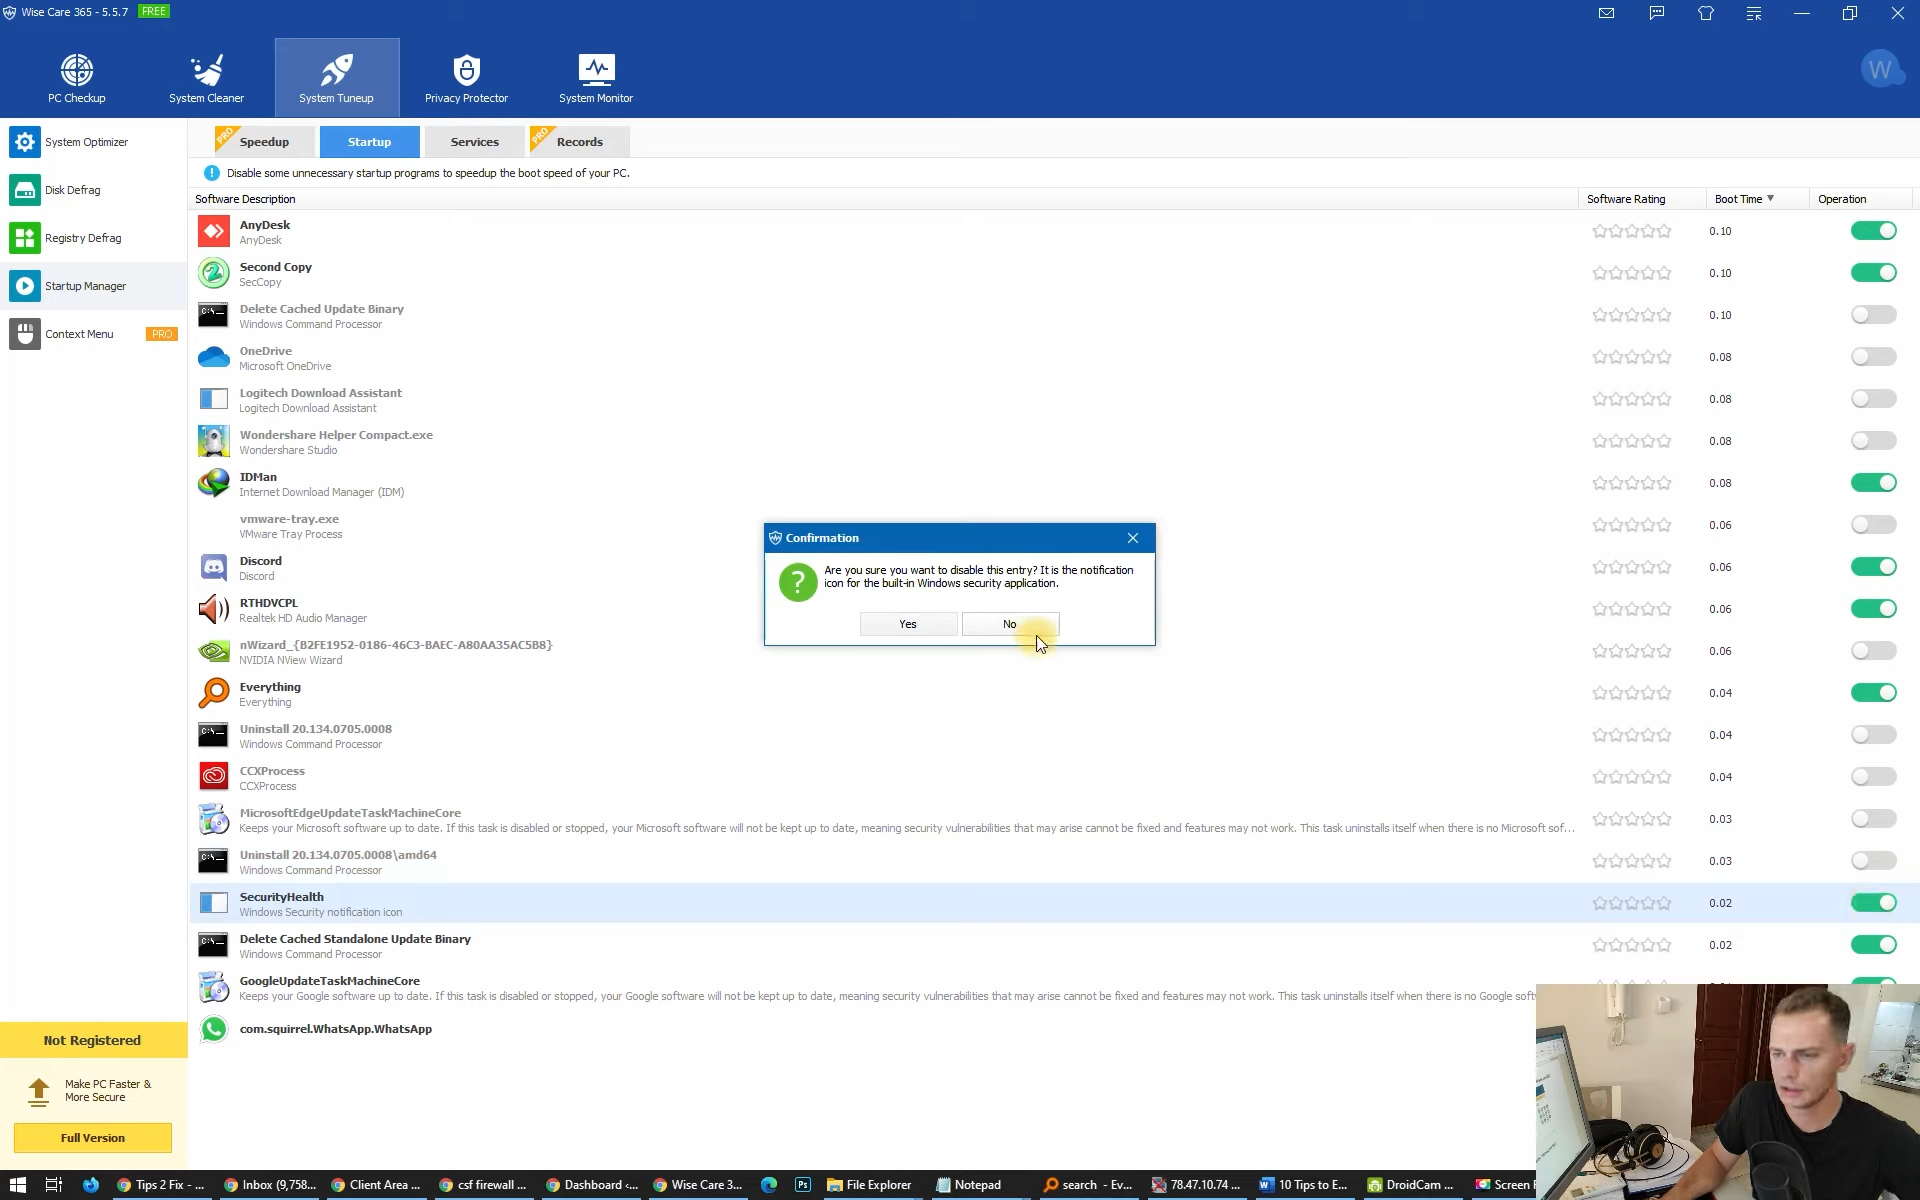 Wise Care 365 - 5.5.7 FREE
PC Checkup
System Cleaner
System Tuneup
Privacy Protector
System Monitor
W
System Optimizer
Disk Defrag
Registry Defrag
Startup Manager
Context Menu PRO
PRO Speedup
Startup
Services
PRO Records
Disable some unnecessary startup programs to speedup the boot speed of your PC.
Software Description Software Rating Boot Time Operation
AnyDesk
AnyDesk
0.10
Second Copy
SecCopy
0.10
Delete Cached Update Binary
Windows Command Processor
0.10
OneDrive
Microsoft OneDrive
0.08
Logitech Download Assistant
Logitech Download Assistant
0.08
Wondershare Helper Compact.exe
Wondershare Studio
0.08
IDMan
Internet Download Manager (IDM)
0.08
vmware-tray.exe
VMware Tray Process
0.06
Discord
Discord
0.06
RTHDVCPL
Realtek HD Audio Manager
0.06
nWizard_{B2FE1952-0186-46C3-BAEC-A80AA35AC5B8}
NVIDIA NView Wizard
0.06
Everything
Everything
0.04
Uninstall 20.134.0705.0008
Windows Command Processor
0.04
CCXProcess
CCXProcess
0.04
MicrosoftEdgeUpdateTaskMachineCore
Keeps your Microsoft software up to date. If this task is disabled or stopped, your Microsoft software will not be kept up to date, meaning security vulnerabilities that may arise cannot be fixed and features may not work. This task uninstalls itself when there is no Microsoft sof...
0.03
Uninstall 20.134.0705.0008\amd64
Windows Command Processor
0.03
SecurityHealth
Windows Security notification icon
0.02
Delete Cached Standalone Update Binary
Windows Command Processor
0.02
GoogleUpdateTaskMachineCore
Keeps your Google software up to date. If this task is disabled or stopped, your Google software will not be kept up to date, meaning security vulnerabilities that may arise cannot be fixed and features may not work. This task uninstalls itself when there is no Google
com.squirrel.WhatsApp.WhatsApp
Confirmation
Are you sure you want to disable this entry? It is the notification
icon for the built-in Windows security application.
Yes
No
Not Registered
Make PC Faster &
More Secure
Full Version
Tips 2 Fix - ...
Inbox (9,758...
Client Area ...
csf firewall ...
Dashboard ‹...
Wise Care 3...
Ps
File Explorer
Notepad
search - Ev...
78.47.10.74 ...
10 Tips to E...
DroidCam ...
Screen